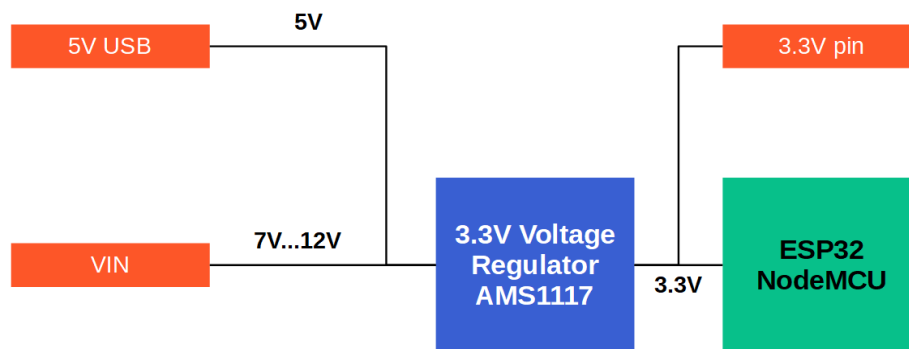 5V
5V USB
3.3V pin
7V...12V
VIN
3.3V Voltage
Regulator
AMS1117
3.3V
ESP32
NodeMCU